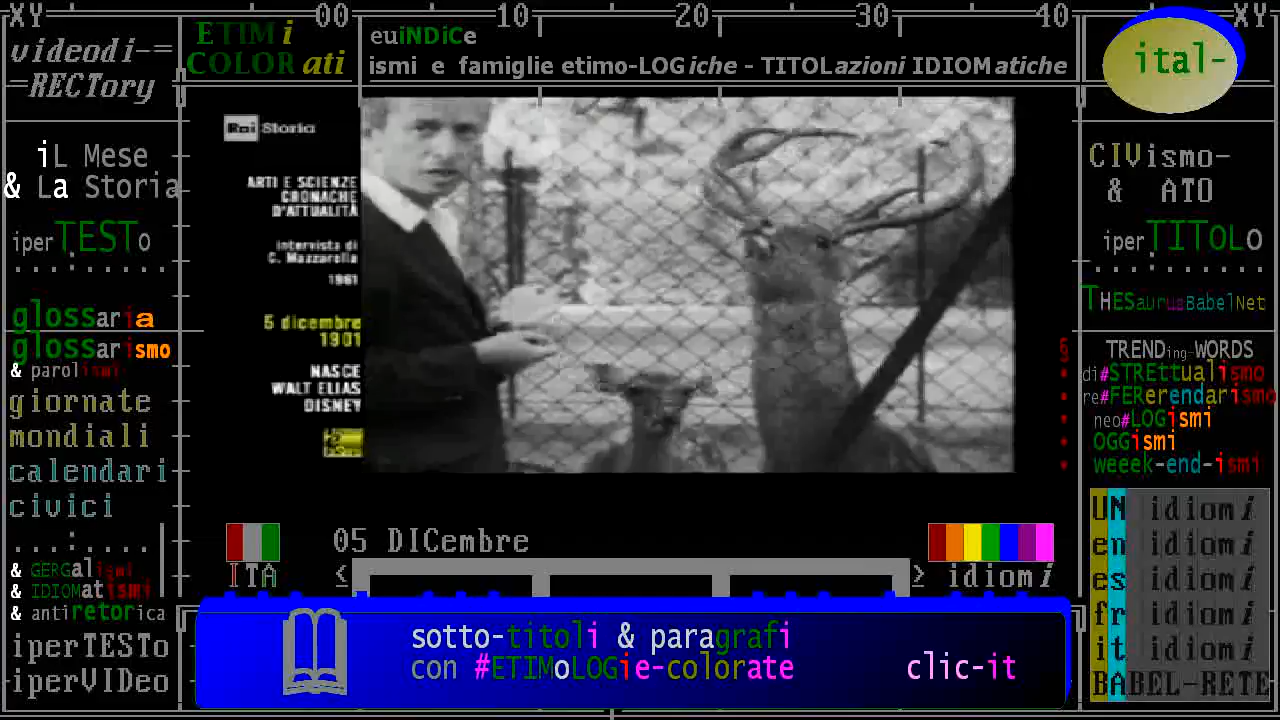 XY 00 10 20 30 40 XY
videodi-=
=RECTory
ETIMi
COLORati
euiNDiCe
ismi e famiglie etimo-LOGiche - TITOLazioni IDIOMatiche
ital-
iL Mese
& La Storia
iperTESTo
glossaria
glossarismo
& parolismi
giornate
mondiali
calendari
civici
& GERGalismi
& IDIOMatismi
& antiretorica
iperTESTo
iperVIDeo
Rai Storia
ARTI E SCIENZE
CRONACHE
D'ATTUALITÀ
intervista di
C. Mazzarella
1961
5 dicembre
1901
NASCE
WALT ELIAS
DISNEY
CIVismo-
& ATO
iperTITOLo
THESaurusBabelNet
§ TRENDing-WORDS
di#STREttualismo
re#FERerendarismo
neo#LOGismi
OGGismi
weeek-end-ismi
UN idiomi
en idiomi
es idiomi
fr idiomi
it idiomi
BABEL-RETE
05 DICembre
ITA < > idiomi
sotto-titoli & paragrafi
con #ETIMoLOGie-colorate clic-it